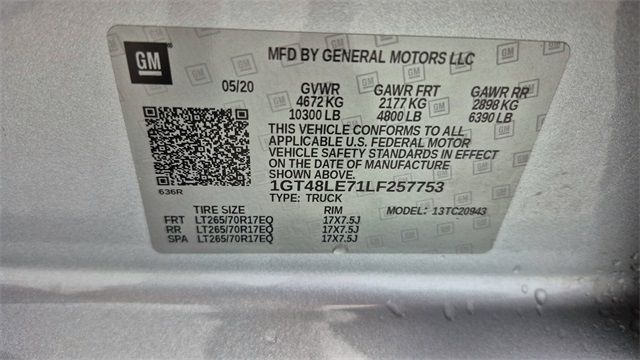 GM
MFD BY GENERAL MOTORS LLC
05/20 GVWR GAWR FRT GAWR RR
4672 KG 2177 KG 2898 KG
10300 LB 4800 LB 6390 LB
THIS VEHICLE CONFORMS TO ALL
APPLICABLE U.S. FEDERAL MOTOR
VEHICLE SAFETY STANDARDS IN EFFECT
ON THE DATE OF MANUFACTURE
SHOWN ABOVE.
636R 1GT48LE71LF257753
TYPE: TRUCK
TIRE SIZE RIM MODEL: 13TC20943
FRT LT265/70R17EQ 17X7.5J
RR LT265/70R17EQ 17X7.5J
SPA LT265/70R17EQ 17X7.5J